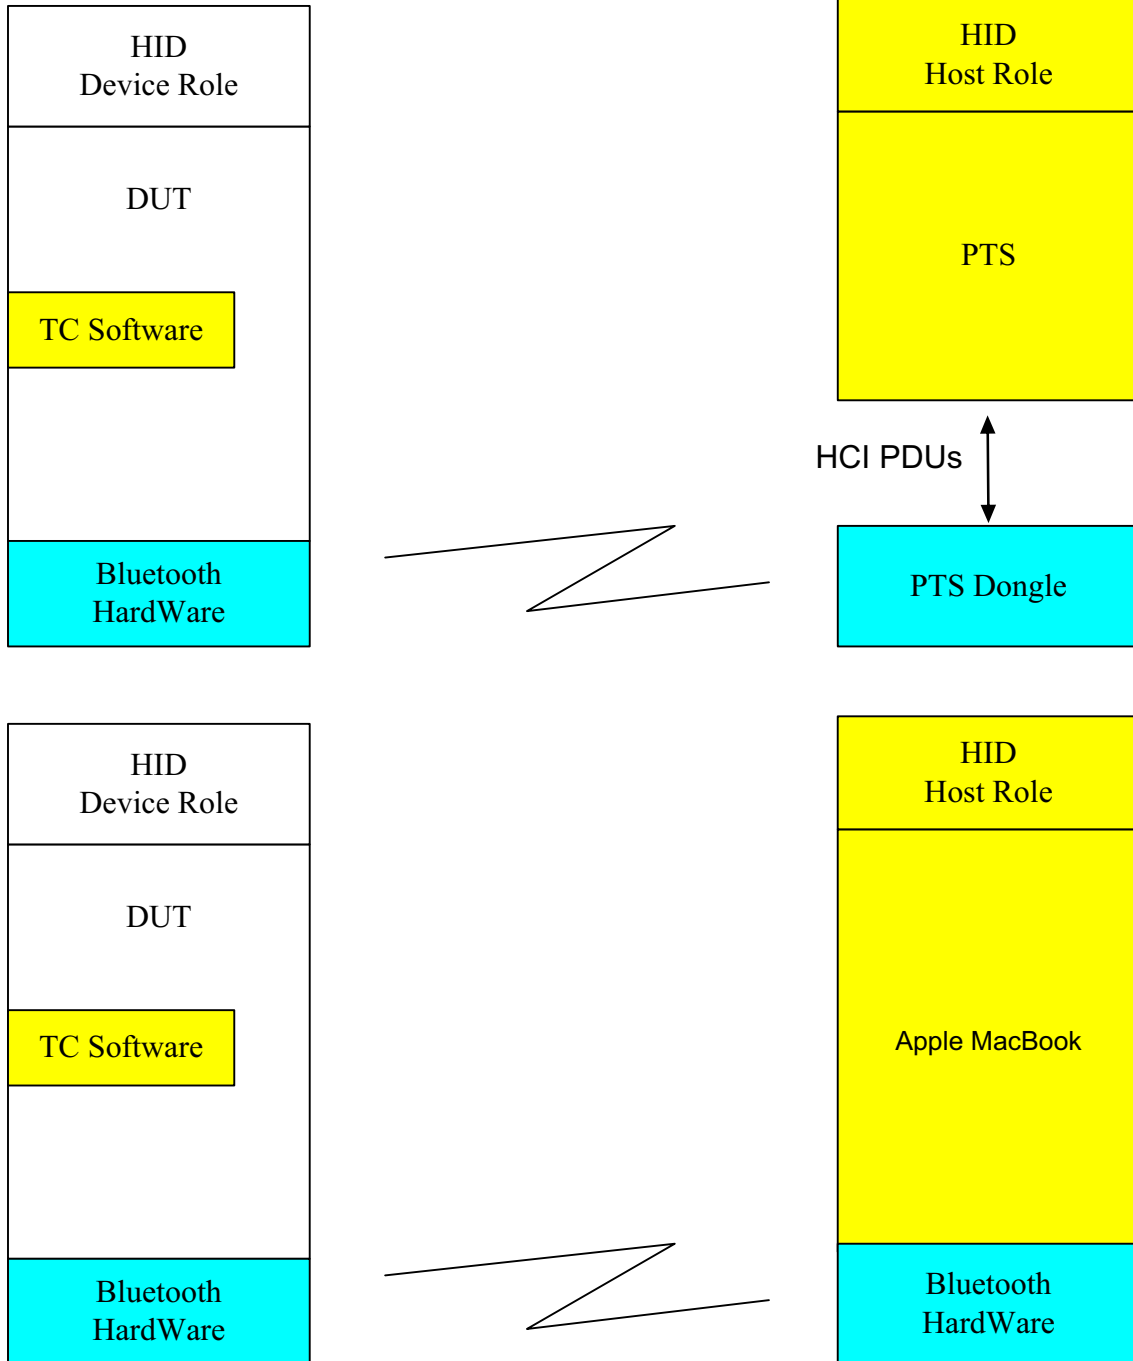 HID
Device Role
DUT
TC Software
Bluetooth
HardWare
HID
Host Role
PTS
HCI PDUs
PTS Dongle
HID
Device Role
DUT
TC Software
Bluetooth
HardWare
HID
Host Role
Apple MacBook
Bluetooth
HardWare